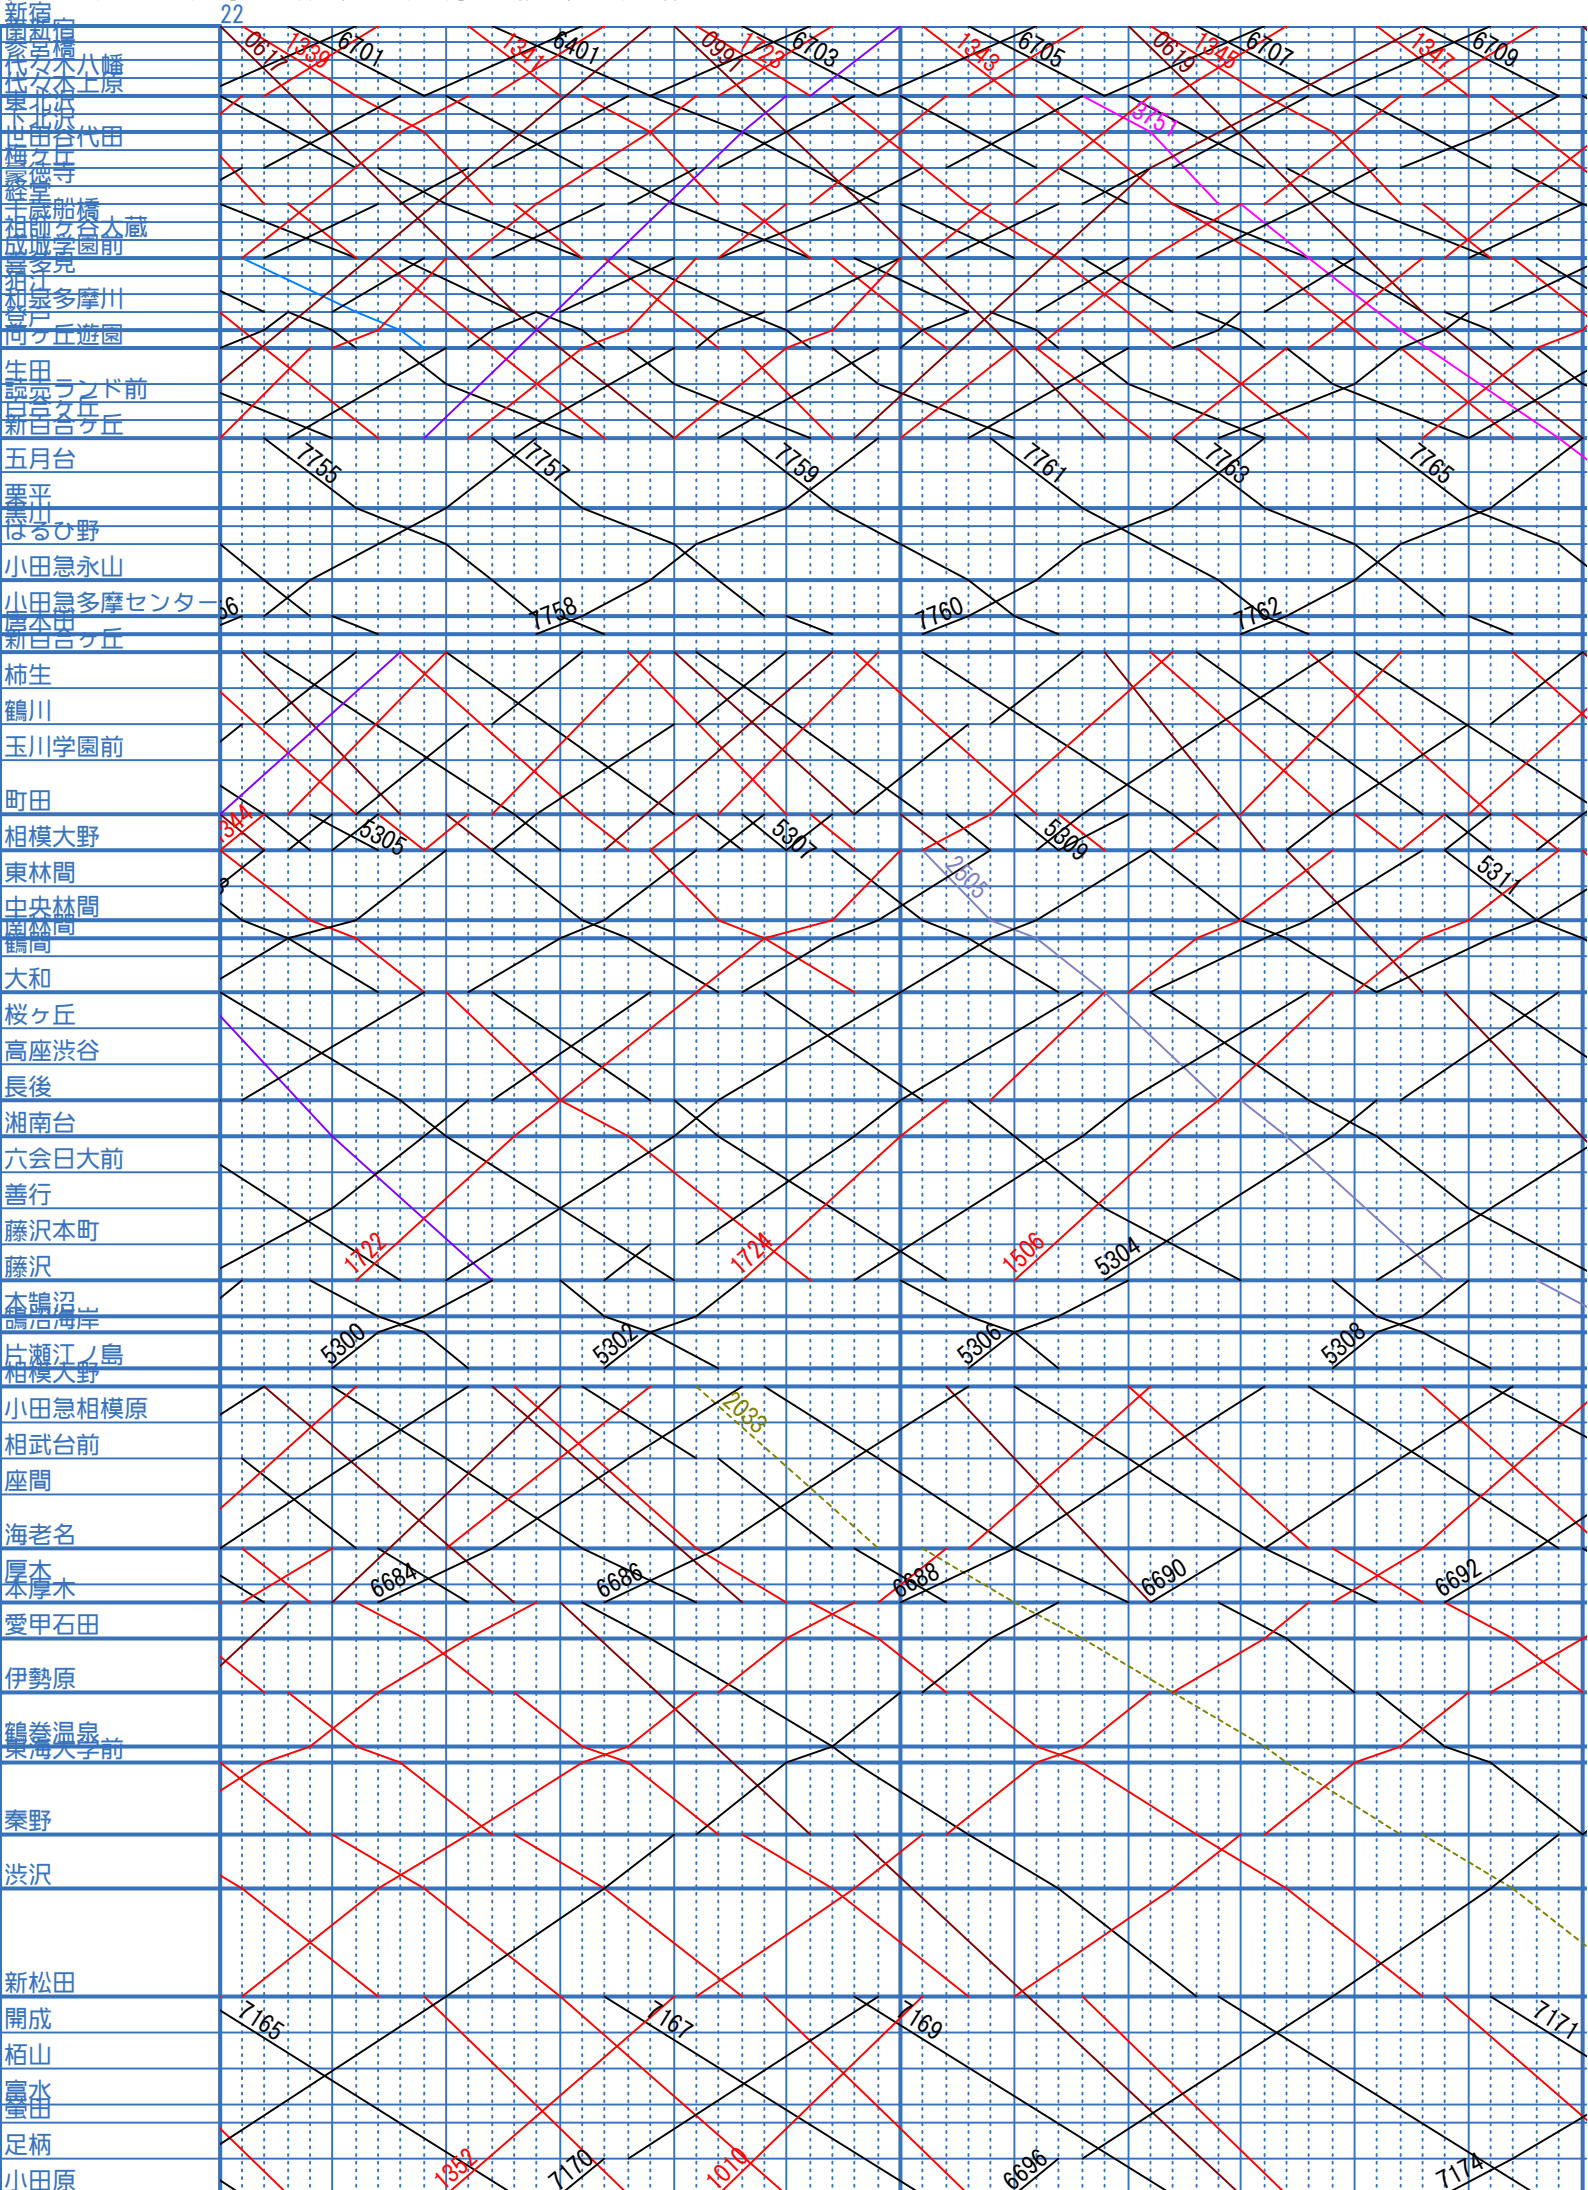 22
新宿
南新宿
参宮橋
代々木八幡
代々木上原
東北沢
下北沢
世田谷代田
梅ヶ丘
豪徳寺
経堂
千歳船橋
祖師ヶ谷大蔵
成城学園前
喜多見
狛江
和泉多摩川
登戸
向ヶ丘遊園
生田
読売ランド前
百合ヶ丘
新百合ヶ丘
五月台
栗平
黒川
はるひ野
小田急永山
小田急多摩センター
唐木田
新百合ヶ丘
柿生
鶴川
玉川学園前
町田
相模大野
東林間
中央林間
南林間
鶴間
大和
桜ヶ丘
高座渋谷
長後
湘南台
六会日大前
善行
藤沢本町
藤沢
本鵠沼
鵠沼海岸
片瀬江ノ島
相模大野
小田急相模原
相武台前
座間
海老名
厚木
本厚木
愛甲石田
伊勢原
鶴巻温泉
東海大学前
秦野
渋沢
新松田
開成
栢山
富水
螢田
足柄
小田原
0617 1339 6701 1341 6401 0991 1723 6703 1343 6705 0619 1345 6707 1347 6709
3751
7755 7757 7759 7761 7763 7765
56 7758 7760 7762
344 5305 5307 5309
2605 5311
1722 1724 1506 5304
5300 5302 5306 5308
2033
6684 6686 6688 6690 6692
7165 7167 7169 7171
1352 7170 1010 6696 7174